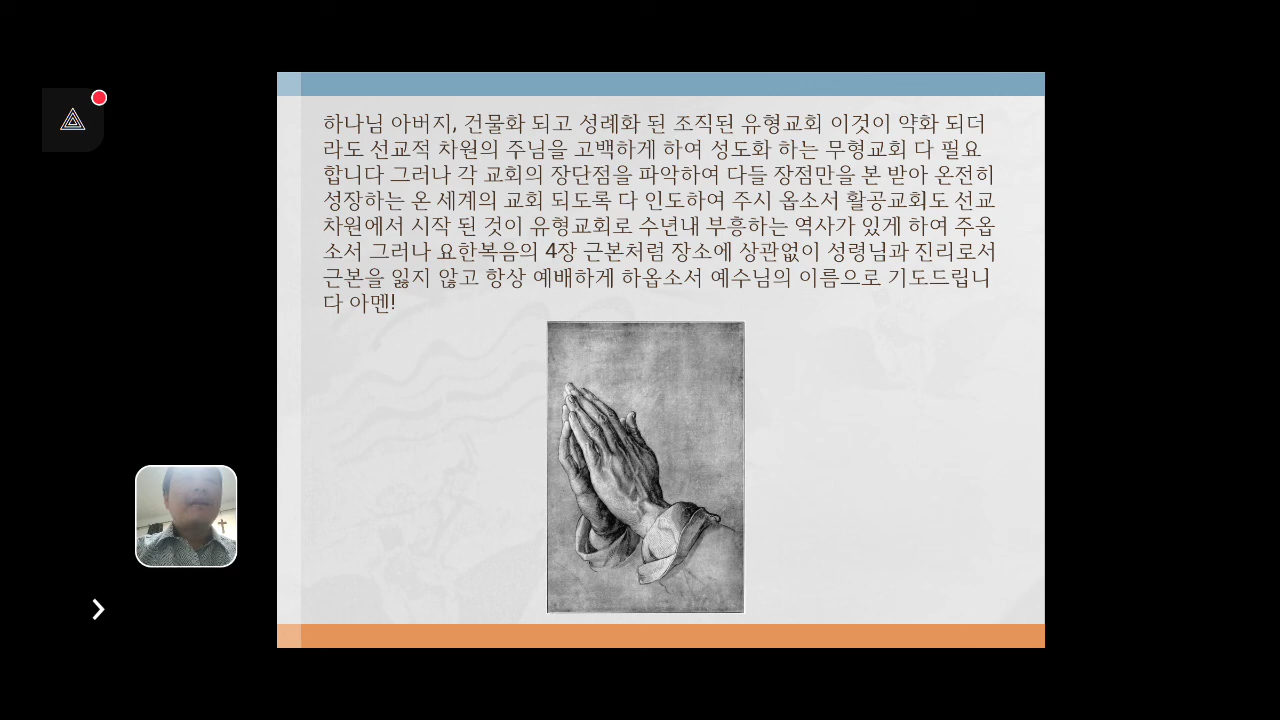 하나님 아버지, 건물화 되고 성례화 된 조직된 유형교회 이것이 약화 되더
라도 선교적 차원의 주님을 고백하게 하여 성도화 하는 무형교회 다 필요
합니다 그러나 각 교회의 장단점을 파악하여 다들 장점만을 본 받아 온전히
성장하는 온 세계의 교회 되도록 다 인도하여 주시 옵소서 활공교회도 선교
차원에서 시작 된 것이 유형교회로 수년내 부흥하는 역사가 있게 하여 주옵
소서 그러나 요한복음의 4장 근본처럼 장소에 상관없이 성령님과 진리로서
근본을 잃지 않고 항상 예배하게 하옵소서 예수님의 이름으로 기도드립니
다 아멘!